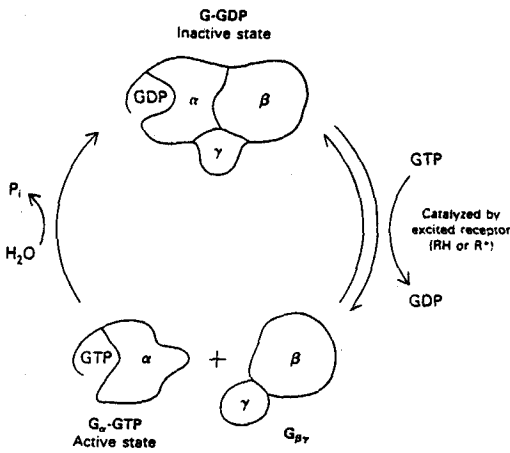 G-GDP
Inactive state
GDP
α
β
γ
GTP
Catalyzed by
excited receptor
(RH or R*)
GDP
Pi
H₂O
GTP
α
+
β
γ
Gα-GTP
Active state
Gβγ